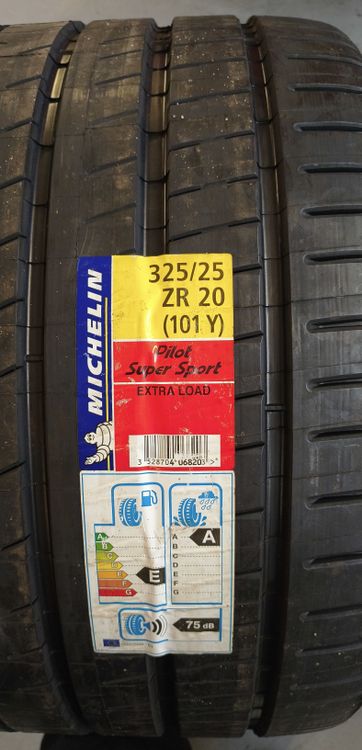 MICHELIN
325/25
ZR 20
(101 Y)
Pilot
Super Sport
EXTRA LOAD
3 528704 068203 >
A
B
C
D
E
F
G
E
A
B
C
D
E
F
G
A
75 dB